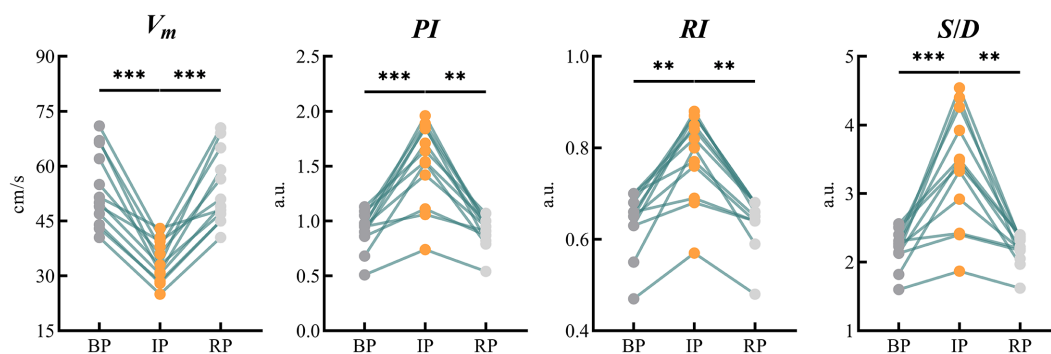 V_m
90
75
60
45
30
15
cm/s
*** ***
BP IP RP
PI
2.5
2.0
1.5
1.0
0.5
0.0
a.u.
*** **
BP IP RP
RI
1.0
0.8
0.6
0.4
a.u.
** **
BP IP RP
S/D
5
4
3
2
1
a.u.
*** **
BP IP RP